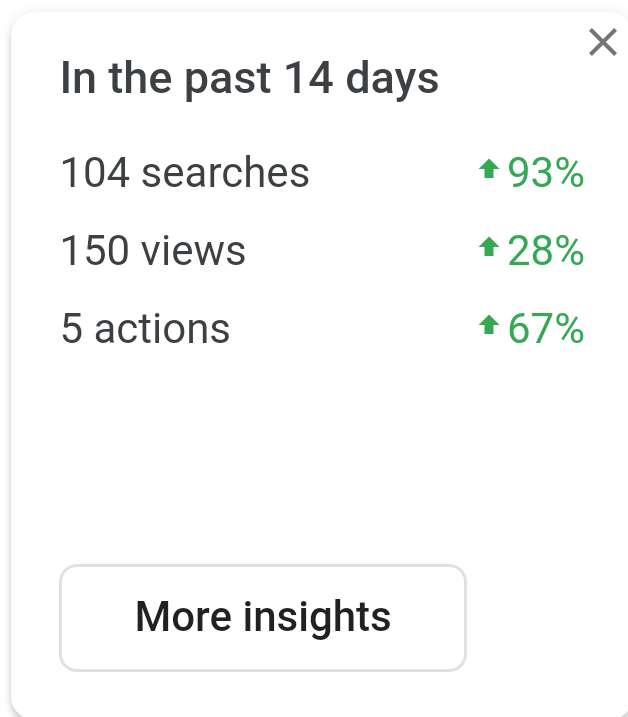 In the past 14 days
104 searches 93%
150 views 28%
5 actions 67%
More insights